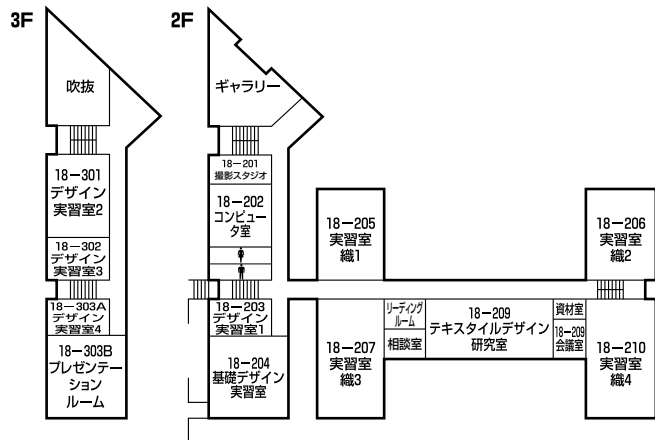 3F
吹抜
18-301
デザイン
実習室2
18-302
デザイン
実習室3
18-303A
デザイン
実習室4
18-303B
プレゼンテー
ション
ルーム
2F
ギャラリー
18-201
撮影スタジオ
18-202
コンピュー
タ室
18-203
デザイン
実習室1
18-204
基礎デザイン
実習室
18-205
実習室
織1
18-206
実習室
織2
18-207
実習室
織3
リーディング
ルーム
相談室
18-209
テキスタイルデザイン
研究室
資材室
18-209
会議室
18-210
実習室
織4